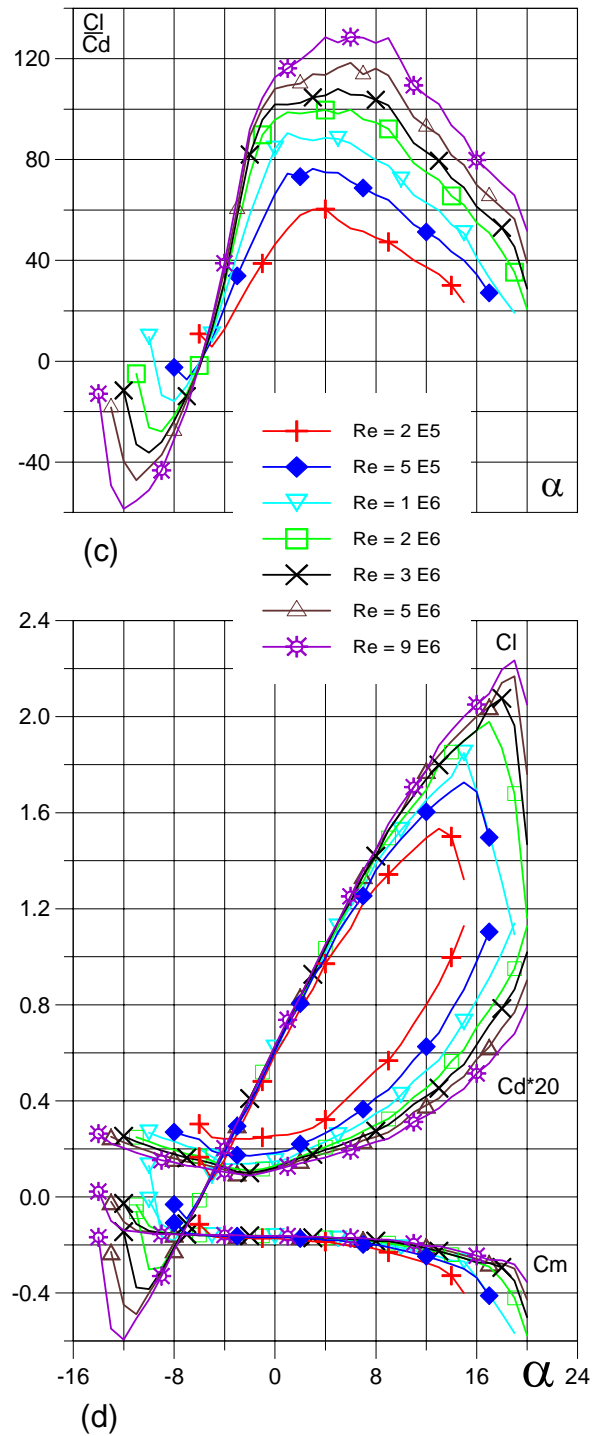 Cl
Cd
120
80
40
0
-40
α
(c)
Re = 2 E5
Re = 5 E5
Re = 1 E6
Re = 2 E6
Re = 3 E6
Re = 5 E6
Re = 9 E6
2.4
Cl
2.0
1.6
1.2
0.8
Cd*20
0.4
0.0
Cm
-0.4
-16 -8 0 8 16 α 24
(d)